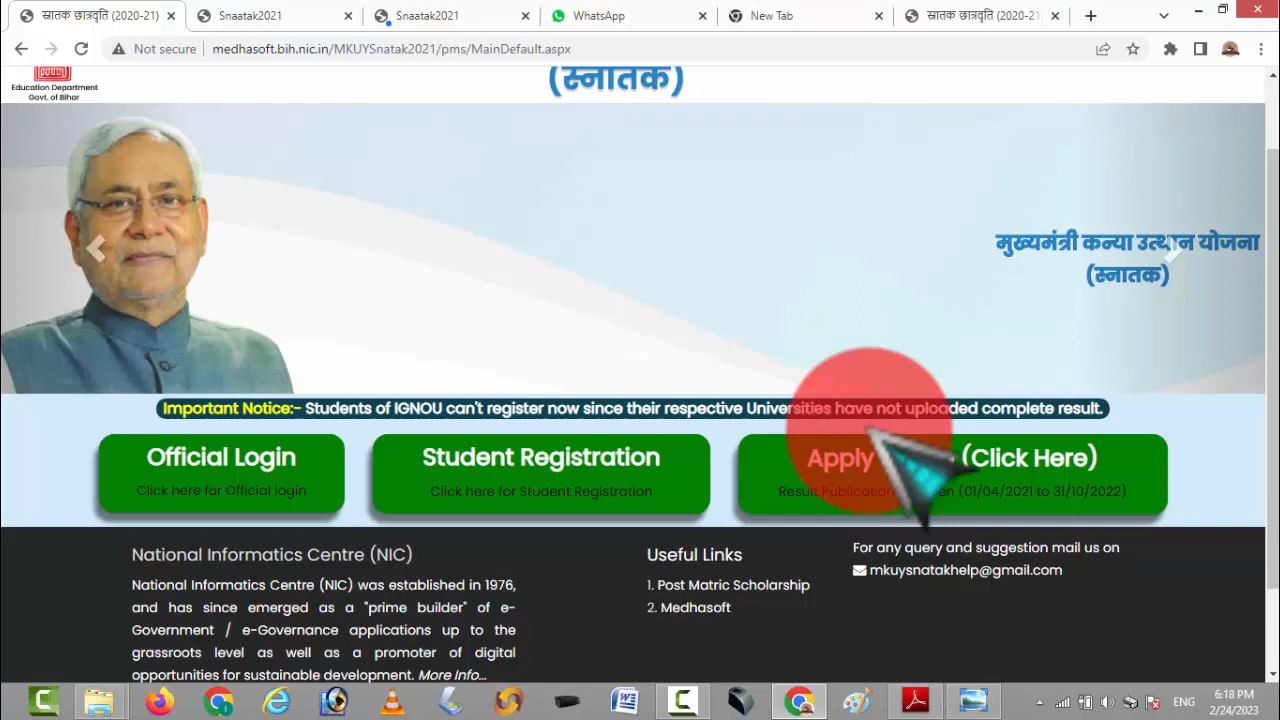 स्नातक छात्रवृति (2020-21)
Snaatak2021
Snaatak2021
WhatsApp
New Tab
स्नातक छात्रवृति (2020-21)
Not secure
medhasoft.bih.nic.in/MKUYSnatak2021/pms/MainDefault.aspx
Education Department
Govt. of Bihar
(स्नातक)
मुख्यमंत्री कन्या उत्थान योजना
(स्नातक)
Important Notice:- Students of IGNOU can't register now since their respective Universities have not uploaded complete result.
Official Login
Click here for Official login
Student Registration
Click here for Student Registration
Apply (Click Here)
Result Publication (01/04/2021 to 31/10/2022)
National Informatics Centre (NIC)
National Informatics Centre (NIC) was established in 1976,
and has since emerged as a "prime builder" of e-
Government / e-Governance applications up to the
grassroots level as well as a promoter of digital
opportunities for sustainable development. More Info...
Useful Links
1. Post Matric Scholarship
2. Medhasoft
For any query and suggestion mail us on
mkuysnatakhelp@gmail.com
ENG
6:18 PM
2/24/2023